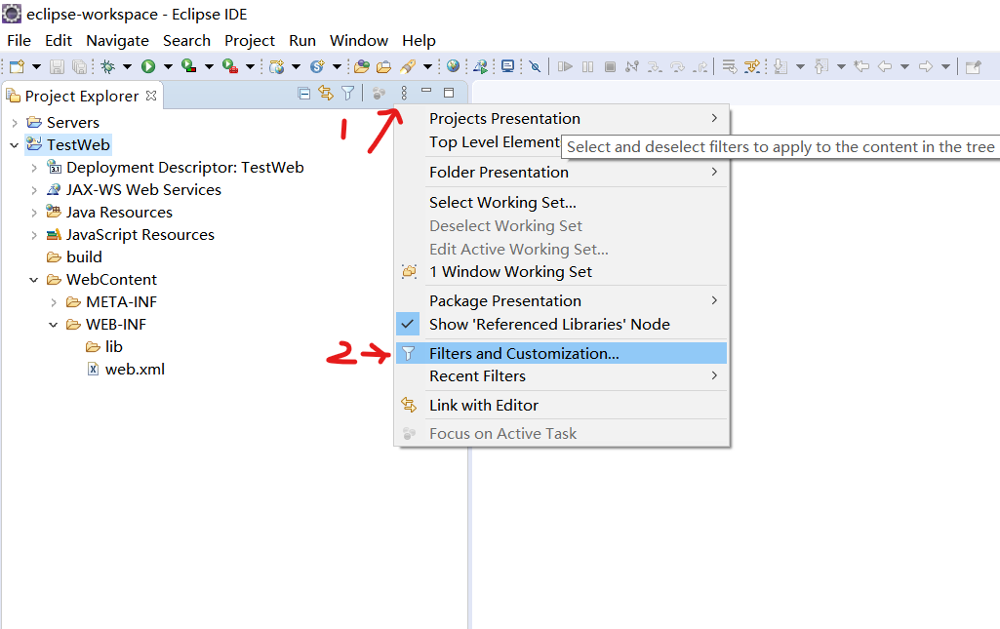 eclipse-workspace - Eclipse IDE
File Edit Navigate Search Project Run Window Help
Project Explorer
Servers
TestWeb
Deployment Descriptor: TestWeb
JAX-WS Web Services
Java Resources
JavaScript Resources
build
WebContent
META-INF
WEB-INF
lib
web.xml
1
Projects Presentation
Top Level Element
Select and deselect filters to apply to the content in the tree
Folder Presentation
Select Working Set...
Deselect Working Set
Edit Active Working Set...
1 Window Working Set
Package Presentation
Show 'Referenced Libraries' Node
2
Filters and Customization...
Recent Filters
Link with Editor
Focus on Active Task